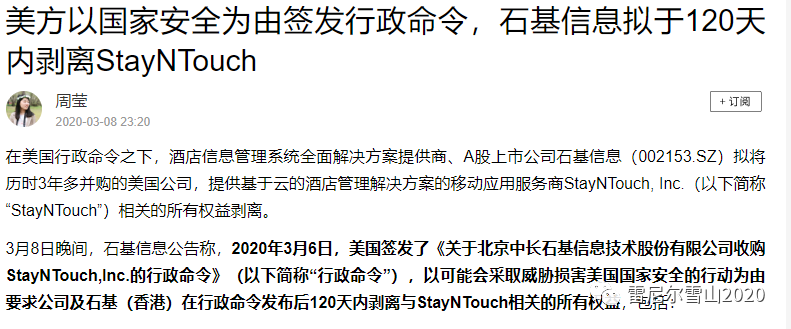 美方以国家安全为由签发行政命令，石基信息拟于120天
内剥离StayNTouch
周莹
+ 订阅
2020-03-08 23:20
在美国行政命令之下，酒店信息管理系统全面解决方案提供商、A股上市公司石基信息（002153.SZ）拟将
历时3年多并购的美国公司，提供基于云的酒店管理解决方案的移动应用服务商StayNTouch, Inc.（以下简称
“StayNTouch”）相关的所有权益剥离。
3月8日晚间，石基信息公告称，2020年3月6日，美国签发了《关于北京中长石基信息技术股份有限公司收购
StayNTouch,Inc.的行政命令》（以下简称“行政命令”），以可能会采取威胁损害美国国家安全的行动为由
要求公司及石基（香港）在行政命令发布后120天内剥离与StayNTouch相关的所有权益，包括：
雷尼尔雪山2020